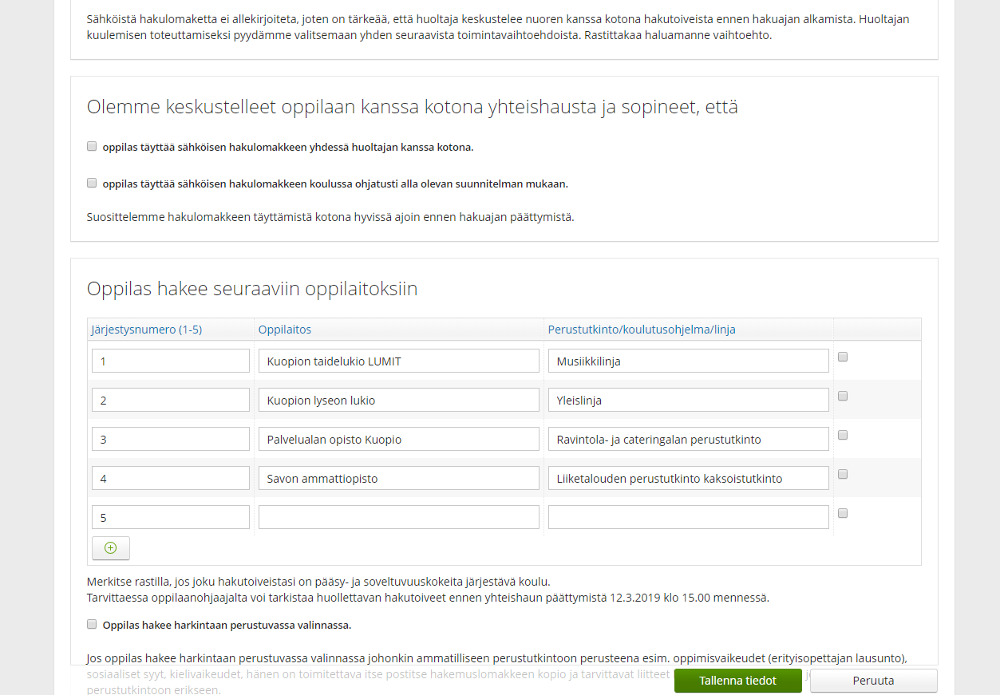 Sähköistä hakulomaketta ei allekirjoiteta, joten on tärkeää, että huoltaja keskustelee nuoren kanssa kotona hakutoiveista ennen hakuajan alkamista. Huoltajan
kuulemisen toteuttamiseksi pyydämme valitsemaan yhden seuraavista toimintavaihtoehdoista. Rastittakaa haluamanne vaihtoehto.
Olemme keskustelleet oppilaan kanssa kotona yhteishausta ja sopineet, että
oppilas täyttää sähköisen hakulomakkeen yhdessä huoltajan kanssa kotona.
oppilas täyttää sähköisen hakulomakkeen koulussa ohjatusti alla olevan suunnitelman mukaan.
Suosittelemme hakulomakkeen täyttämistä kotona hyvissä ajoin ennen hakuajan päättymistä.
Oppilas hakee seuraaviin oppilaitoksiin
Järjestysnumero (1-5) Oppilaitos Perustutkinto/koulutusohjelma/linja
1 Kuopion taidelukio LUMIT Musiikkilinja
2 Kuopion lyseon lukio Yleislinja
3 Palvelualan opisto Kuopio Ravintola- ja cateringalan perustutkinto
4 Savon ammattiopisto Liiketalouden perustutkinto kaksoistutkinto
5
Merkitse rastilla, jos joku hakutoiveistasi on pääsy- ja soveltuvuuskokeita järjestävä koulu.
Tarvittaessa oppilaanohjaajalta voi tarkistaa huollettavan hakutoiveet ennen yhteishaun päättymistä 12.3.2019 klo 15.00 mennessä.
Oppilas hakee harkintaan perustuvassa valinnassa.
Jos oppilas hakee harkintaan perustuvassa valinnassa johonkin ammatilliseen perustutkintoon perusteena esim. oppimisvaikeudet (erityisopettajan lausunto),
sosiaaliset syyt, kielivaikeudet, hänen on toimitettava itse postitse hakemuslomakkeen kopio ja tarvittavat liitteet
perustutkintoon erikseen.
Tallenna tiedot Peruuta